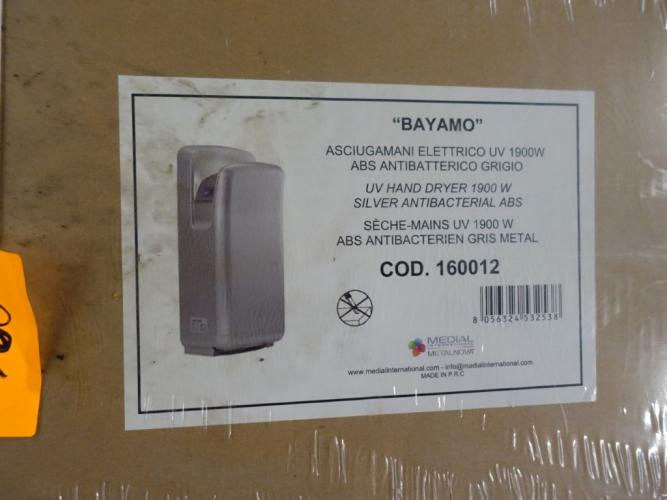 “BAYAMO”
ASCIUGAMANI ELETTRICO UV 1900W
ABS ANTIBATTERICO GRIGIO
UV HAND DRYER 1900 W
SILVER ANTIBACTERIAL ABS
SÈCHE-MAINS UV 1900 W
ABS ANTIBACTERIEN GRIS METAL
COD. 160012
8 056324 532538
MEDIAL
INTERNATIONAL
METALNOVA
www.medialinternational.com - info@medialinternational.com
MADE IN P.R.C